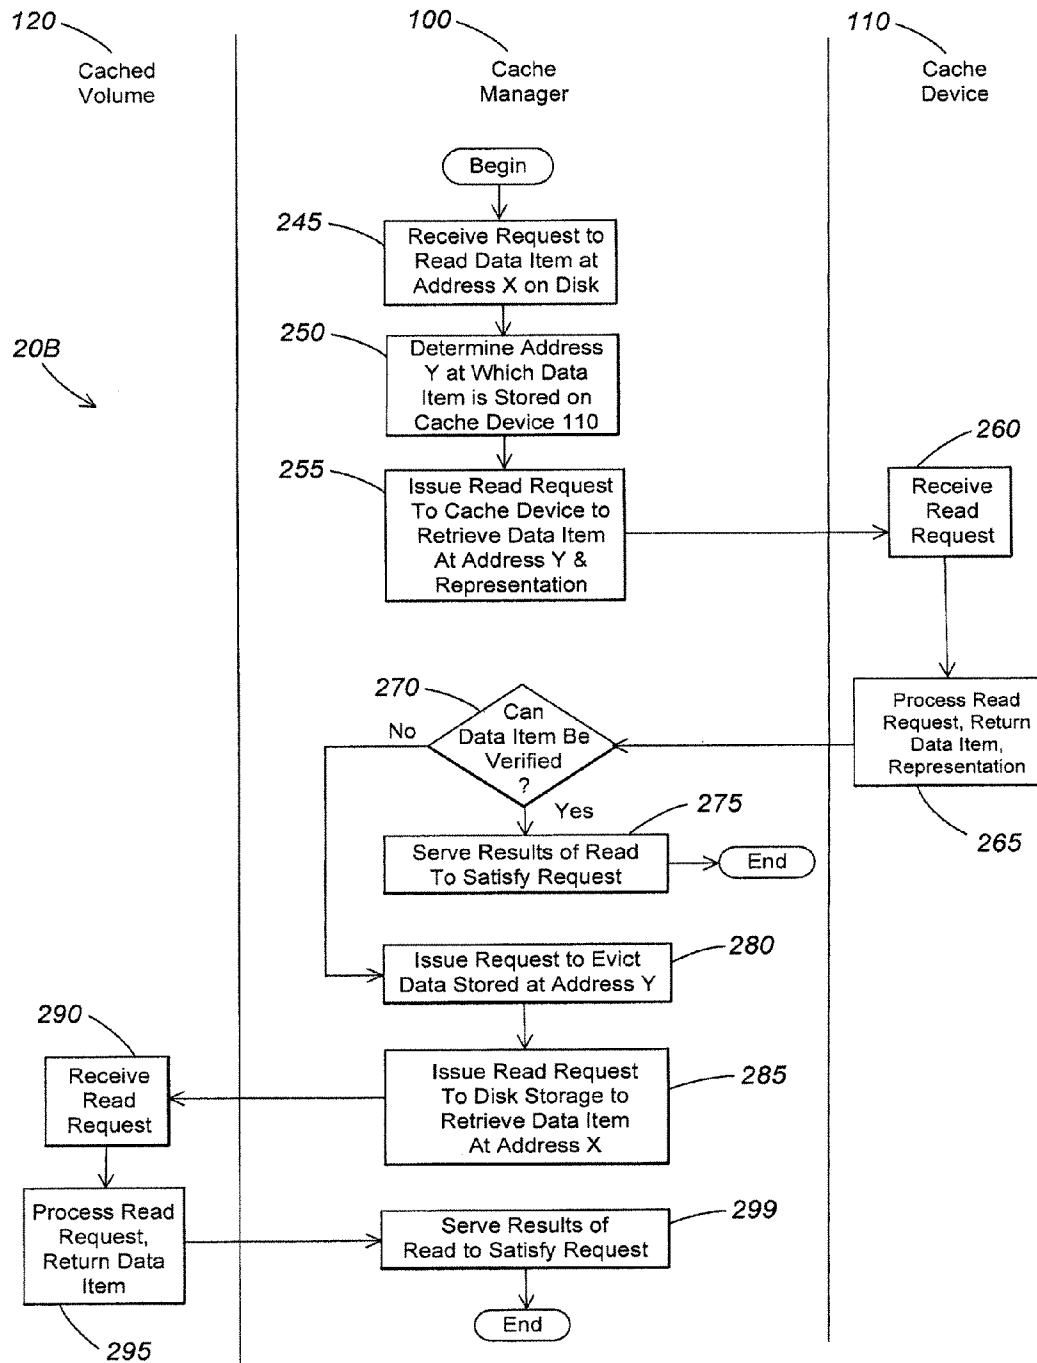 120
100
110
Cached
Volume
Cache
Manager
Cache
Device
Begin
245
Receive Request to
Read Data Item at
Address X on Disk
20B
250
Determine Address
Y at Which Data
Item is Stored on
Cache Device 110
255
Issue Read Request
To Cache Device to
Retrieve Data Item
At Address Y &
Representation
260
Receive
Read
Request
270
Can
Data Item Be
Verified
?
No
Yes
Process Read
Request, Return
Data Item,
Representation
265
275
Serve Results of Read
To Satisfy Request
End
280
Issue Request to Evict
Data Stored at Address Y
290
Receive
Read
Request
285
Issue Read Request
To Disk Storage to
Retrieve Data Item
At Address X
Process Read
Request,
Return Data
Item
295
299
Serve Results of
Read to Satisfy Request
End